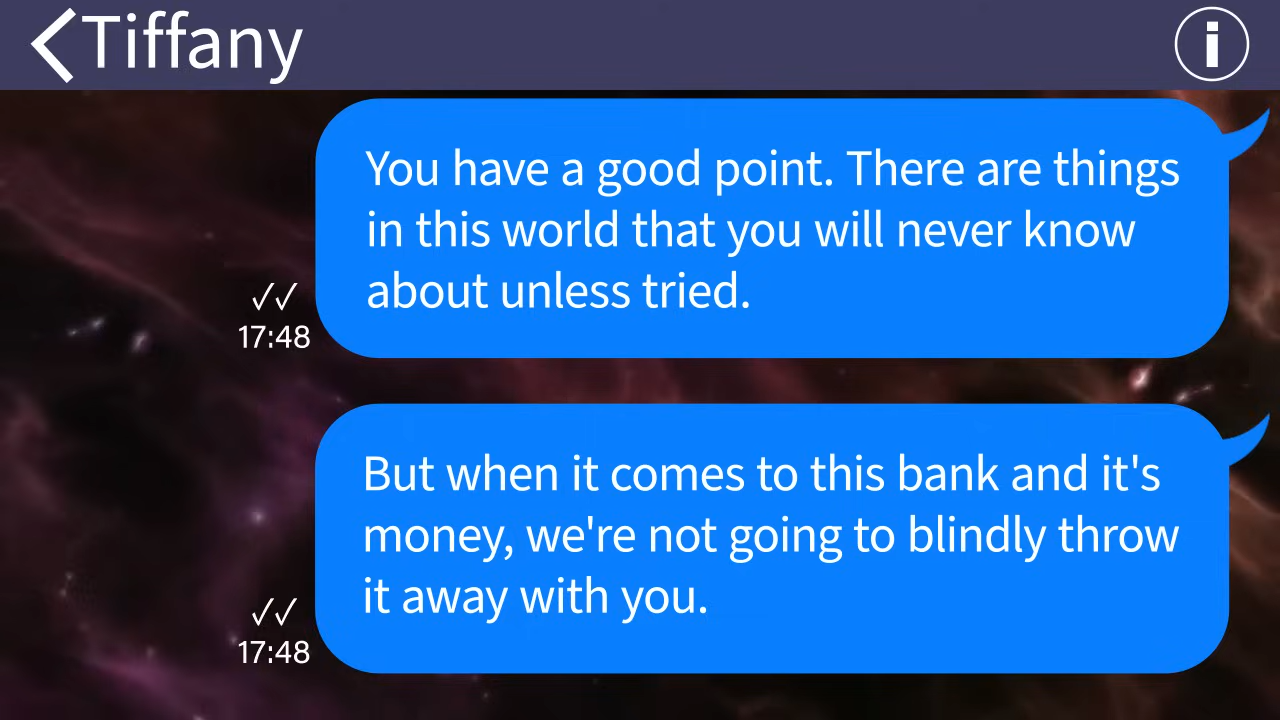 Tiffany
You have a good point. There are things
in this world that you will never know
about unless tried.
✓✓
17:48
But when it comes to this bank and it's
money, we're not going to blindly throw
it away with you.
✓✓
17:48